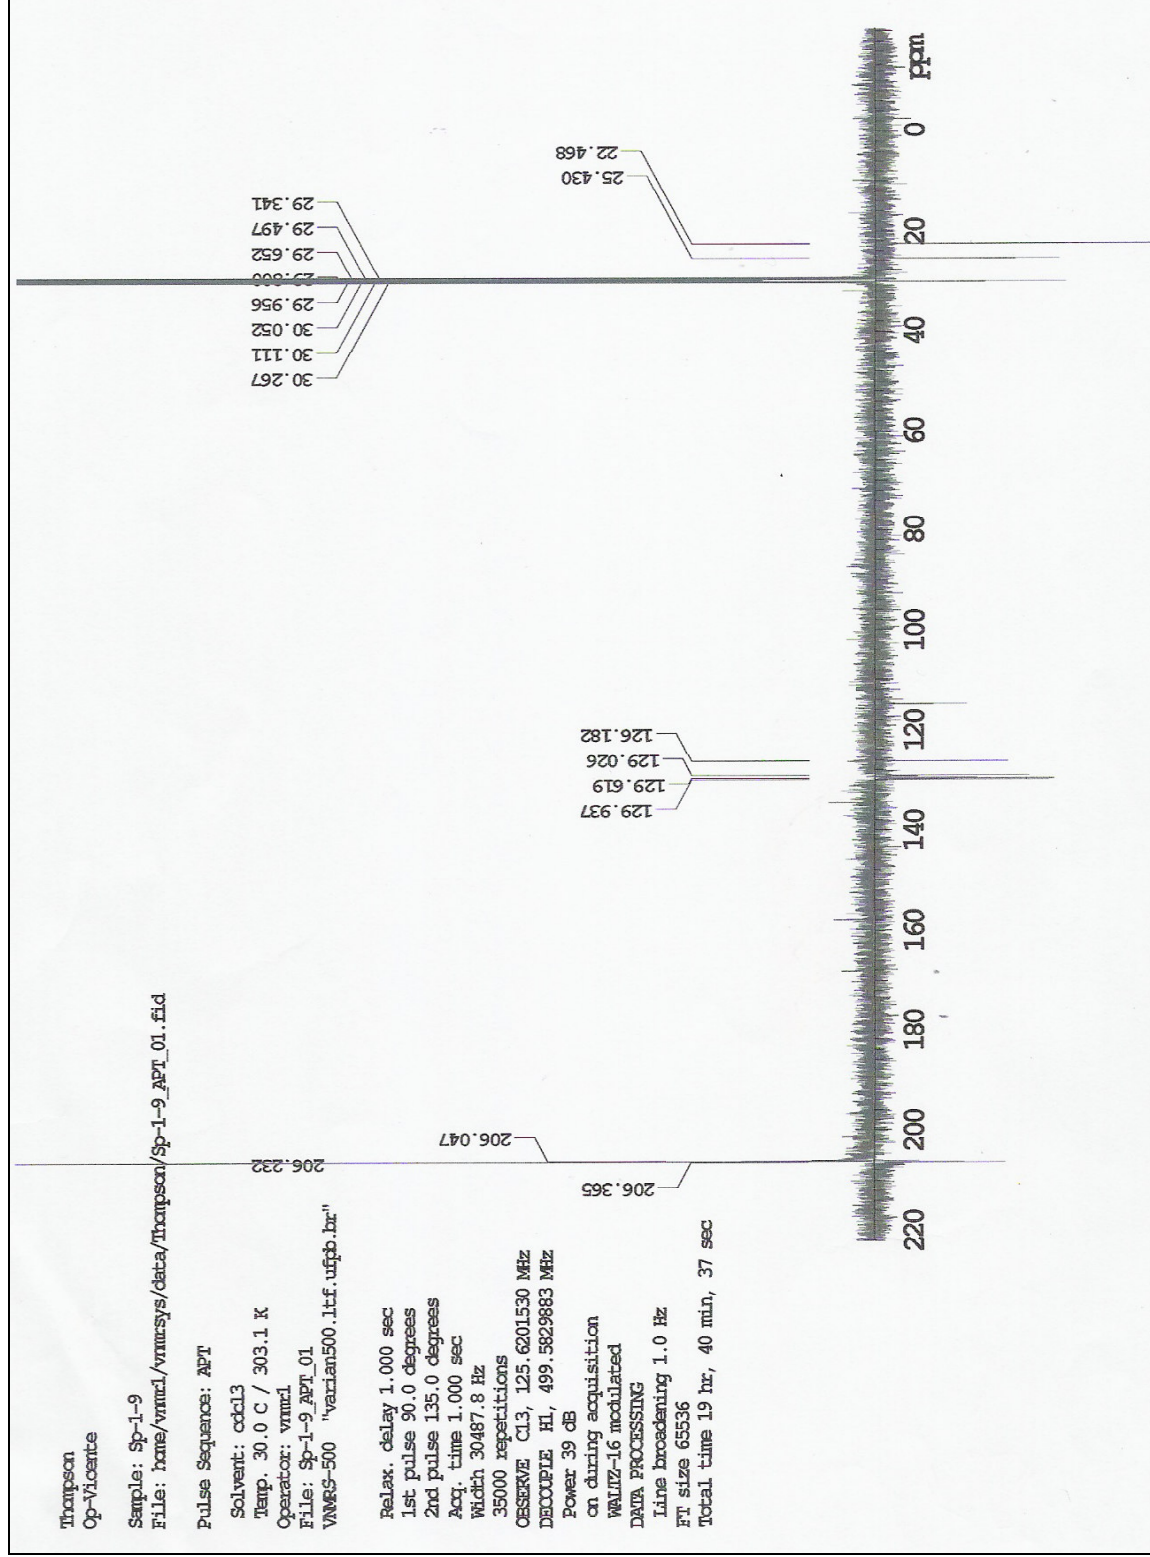 Thompson
Op-Vicente
Sample: Sp-1-9
File: home/vnmr1/vnmrsys/data/Thompson/Sp-1-9_APT_01.fid
Pulse Sequence: APT
Solvent: cdcl3
Temp. 30.0 C / 303.1 K
Operator: vnmr1
File: Sp-1-9_APT_01
VNMRS-500 "varian500.ltf.ufpb.br"
Relax. delay 1.000 sec
1st pulse 90.0 degrees
2nd pulse 135.0 degrees
Acq. time 1.000 sec
Width 30487.8 Hz
35000 repetitions
OBSERVE C13, 125.6201530 MHz
DECOUPLE H1, 499.5829883 MHz
Power 39 dB
on during acquisition
WALTZ-16 modulated
DATA PROCESSING
Line broadening 1.0 Hz
FT size 65536
Total time 19 hr, 40 min, 37 sec
206.365
206.232
206.047
129.937
129.619
129.026
126.182
30.267
30.111
30.052
29.956
29.652
29.497
29.341
25.430
22.468
220 200 180 160 140 120 100 80 60 40 20 0 ppm